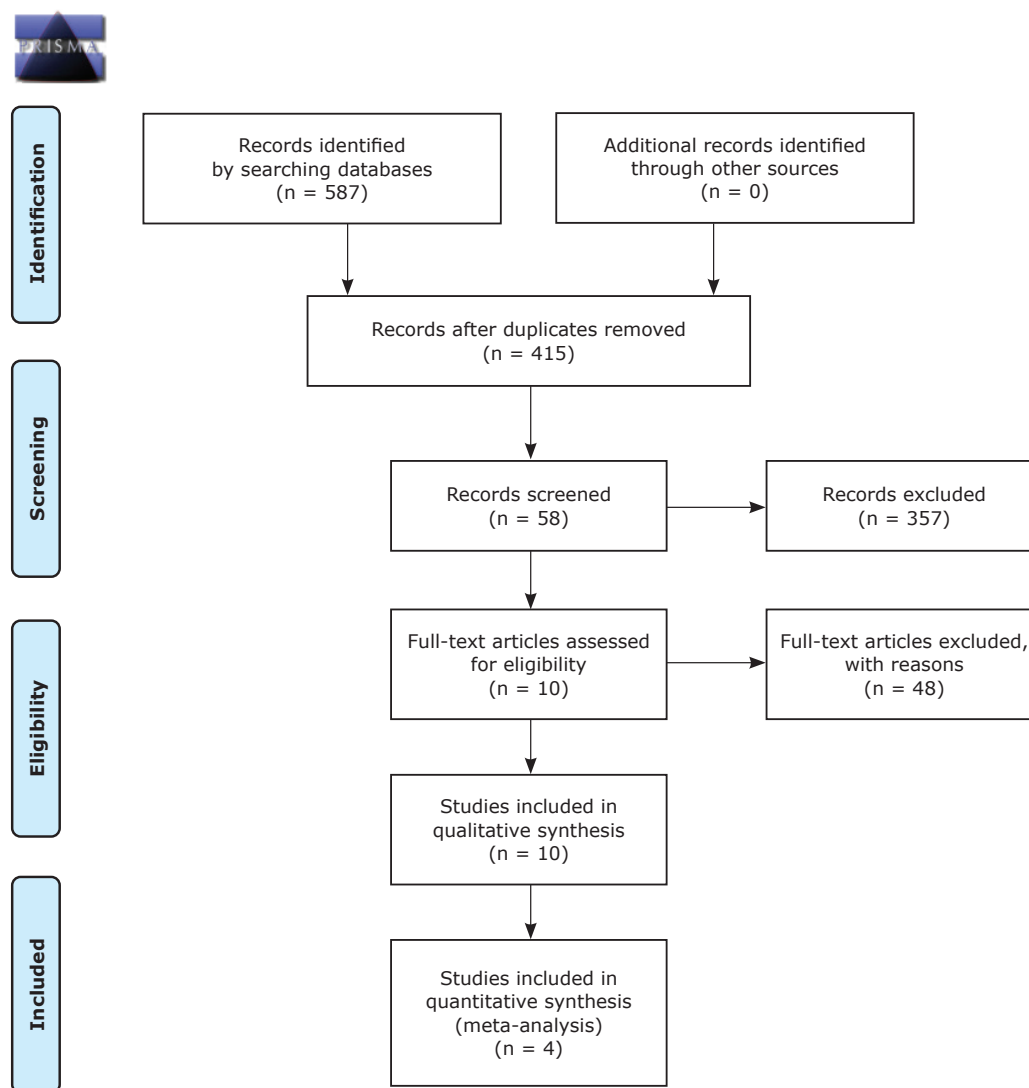 PRISMA
Identification
Records identified
by searching databases
(n = 587)
Additional records identified
through other sources
(n = 0)
Records after duplicates removed
(n = 415)
Screening
Records screened
(n = 58)
Records excluded
(n = 357)
Eligibility
Full-text articles assessed
for eligibility
(n = 10)
Full-text articles excluded,
with reasons
(n = 48)
Studies included in
qualitative synthesis
(n = 10)
Included
Studies included in
quantitative synthesis
(meta-analysis)
(n = 4)